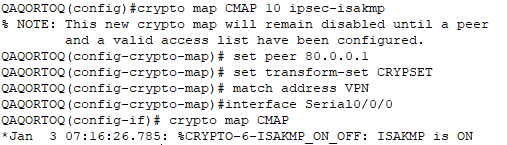 QAQORTOQ(config)#crypto map CMAP 10 ipsec-isakmp
% NOTE: This new crypto map will remain disabled until a peer
        and a valid access list have been configured.
QAQORTOQ(config-crypto-map)# set peer 80.0.0.1
QAQORTOQ(config-crypto-map)# set transform-set CRYPSET
QAQORTOQ(config-crypto-map)# match address VPN
QAQORTOQ(config-crypto-map)#interface Serial0/0/0
QAQORTOQ(config-if)# crypto map CMAP
*Jan  3 07:16:26.785: %CRYPTO-6-ISAKMP_ON_OFF: ISAKMP is ON